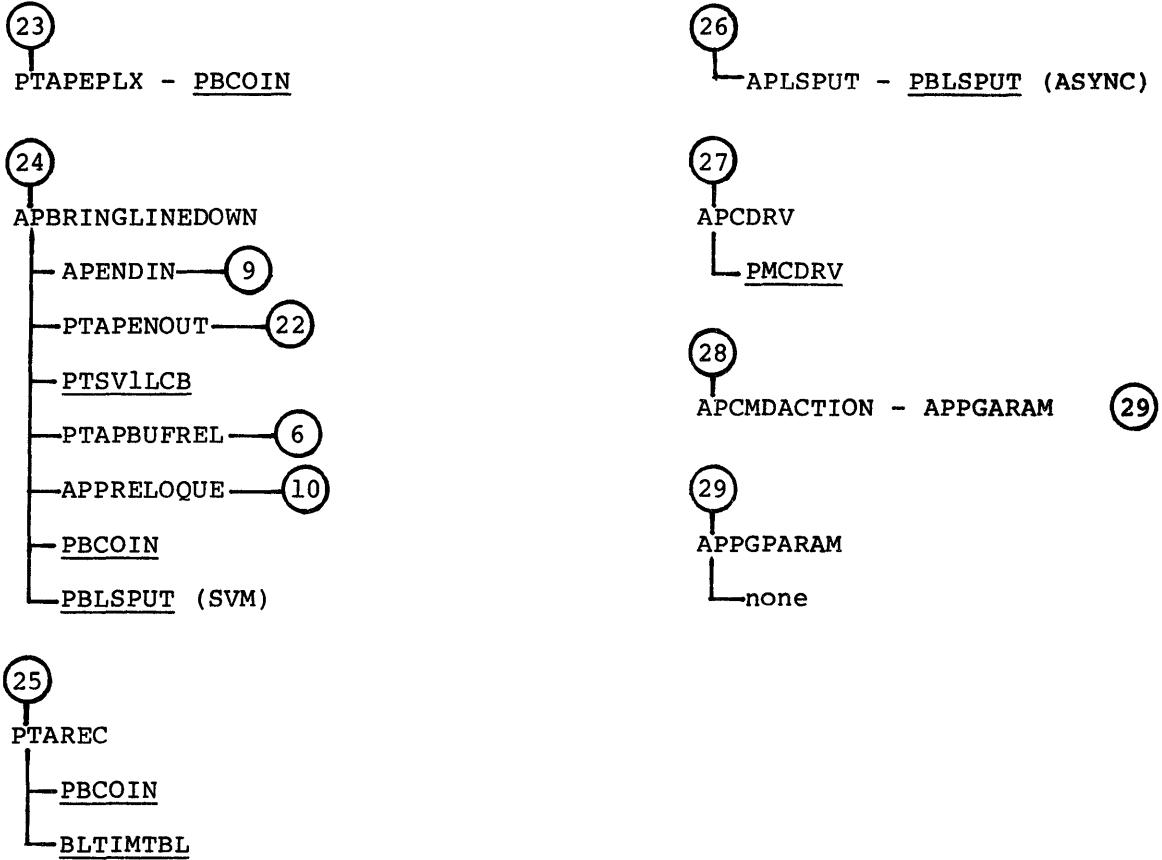 23
PTAPEPLX - PBCOIN
24
APBRINGLINEDOWN
APENDIN 9
PTAPENOUT 22
PTSV1LCB
PTAPBUFREL 6
APPRELOQUE 10
PBCOIN
PBLSPUT (SVM)
25
PTAREC
PBCOIN
BLTIMTBL
26
APLSPUT - PBLSPUT (ASYNC)
27
APCDRV
PMCDRV
28
APCMDACTION - APPGARAM 29
29
APPGPARAM
none